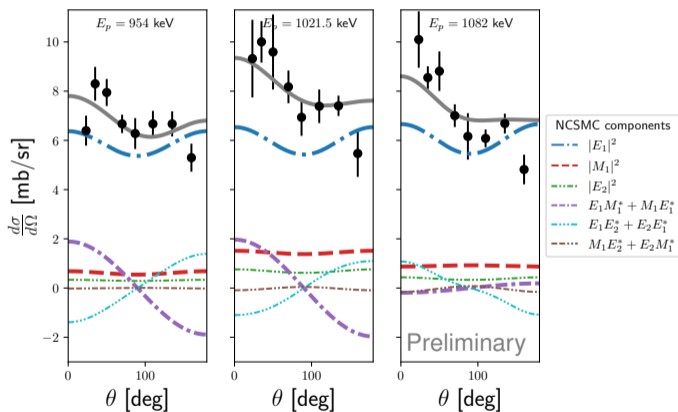 E_p = 954 keV
E_p = 1021.5 keV
E_p = 1082 keV
10
8
6
4
2
0
−2
dσ/dΩ [mb/sr]
NCSMC components
|E_1|^2
|M_1|^2
|E_2|^2
E_1M_1^* + M_1E_1^*
E_1E_2^* + E_2E_1^*
M_1E_2^* + E_2M_1^*
Preliminary
0 100
0 100
0 100
θ [deg]
θ [deg]
θ [deg]